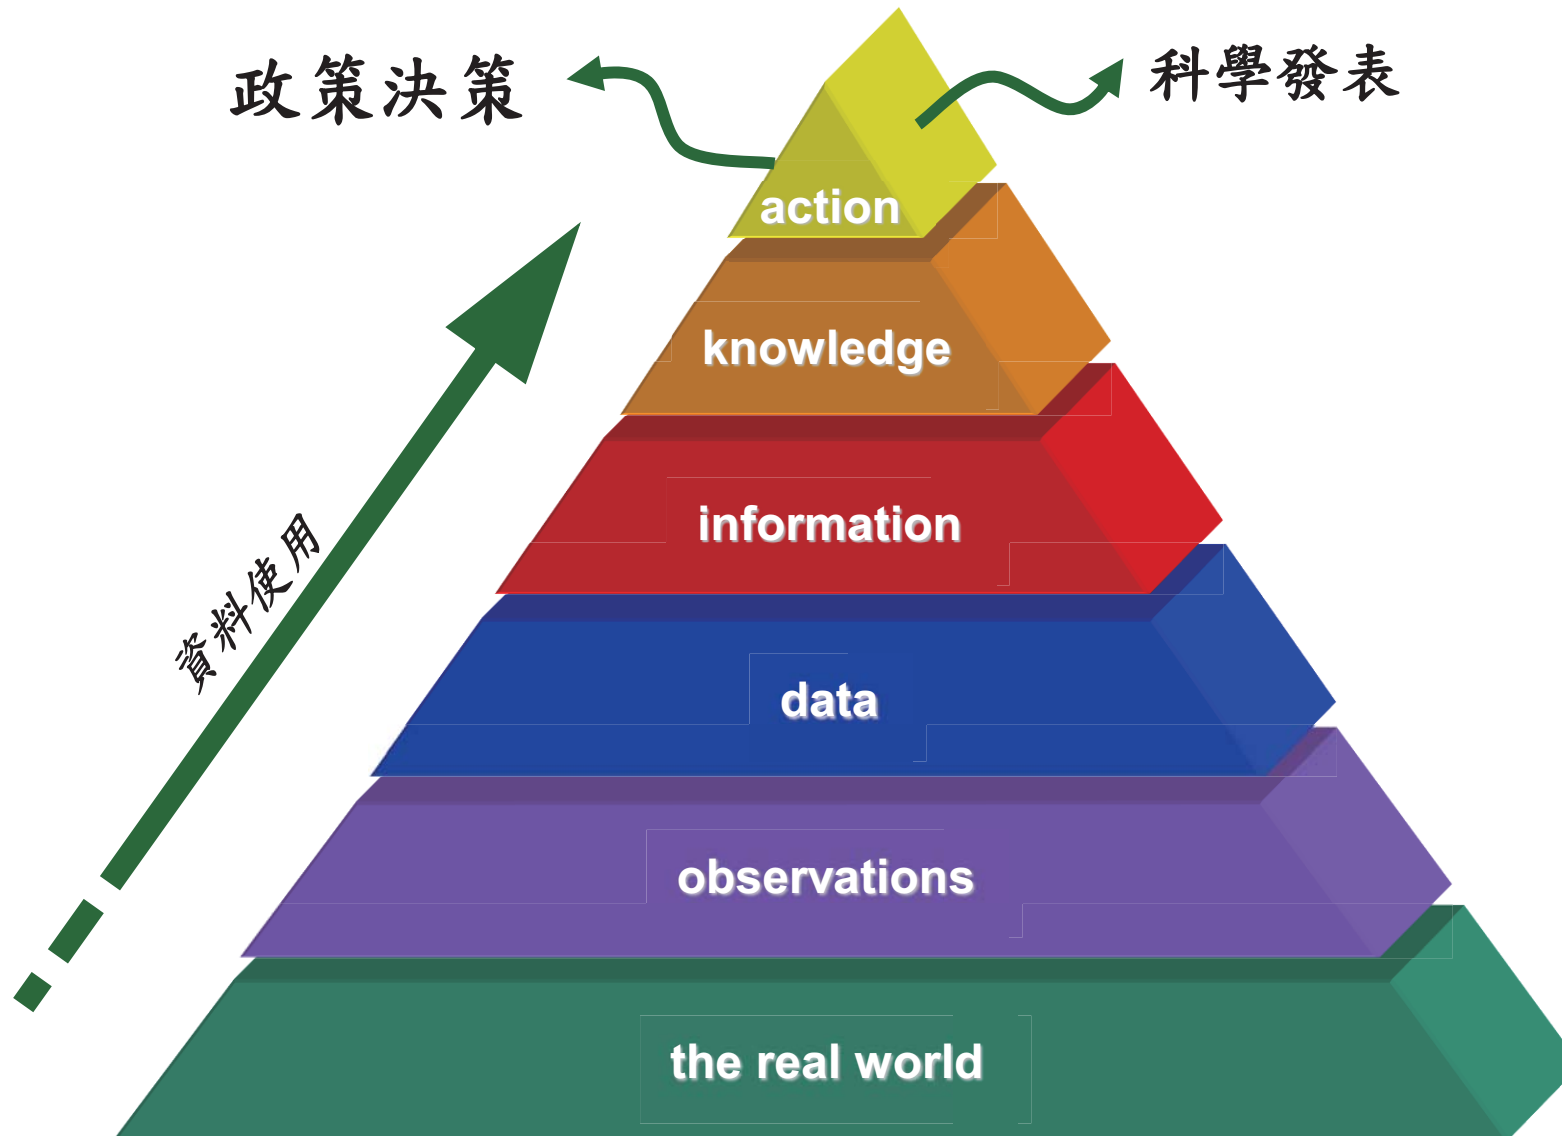 政策決策
科學發表
action
knowledge
information
資料使用
data
observations
the real world